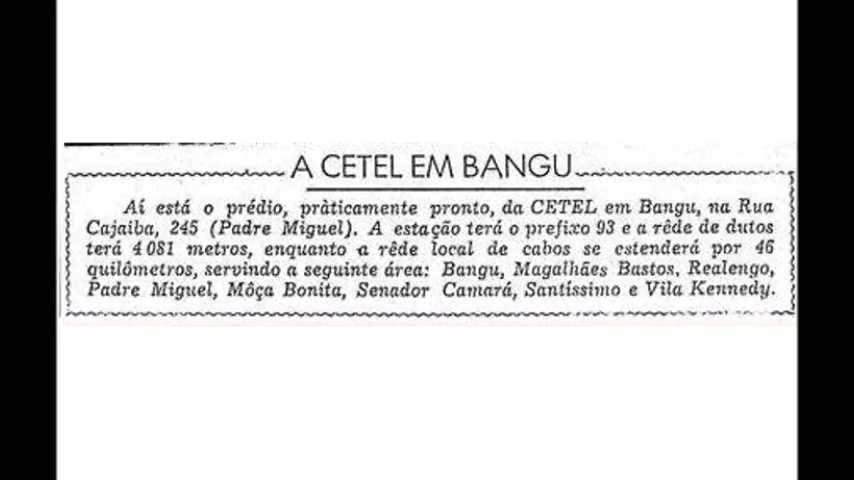 A CETEL EM BANGU
Aí está o prédio, pràticamente pronto, da CETEL em Bangu, na Rua
Cajaiba, 245 (Padre Miguel). A estação terá o prefixo 93 e a rêde de dutos
terá 4 081 metros, enquanto a rêde local de cabos se estenderá por 46
quilômetros, servindo a seguinte área: Bangu, Magalhães Bastos, Realengo,
Padre Miguel, Môça Bonita, Senador Camará, Santíssimo e Vila Kennedy.